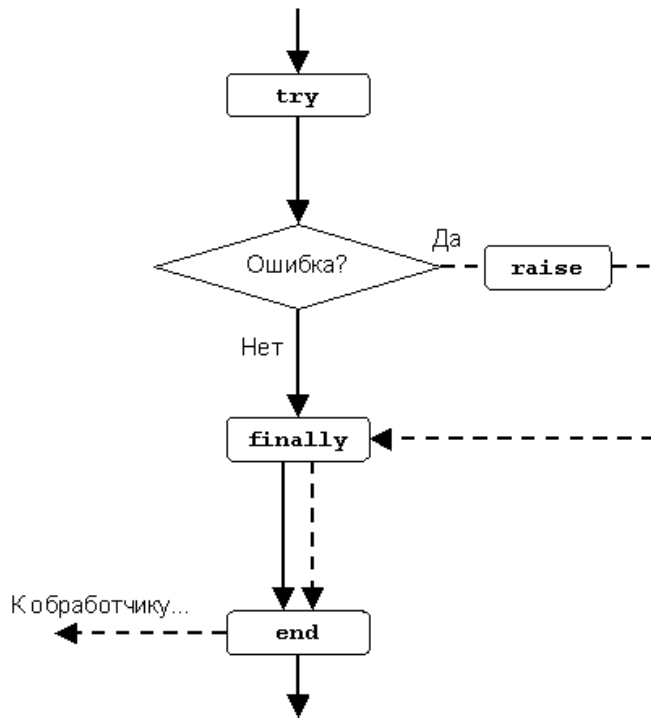 try
Ошибка?
Да
raise
Нет
finally
К обработчику...
end